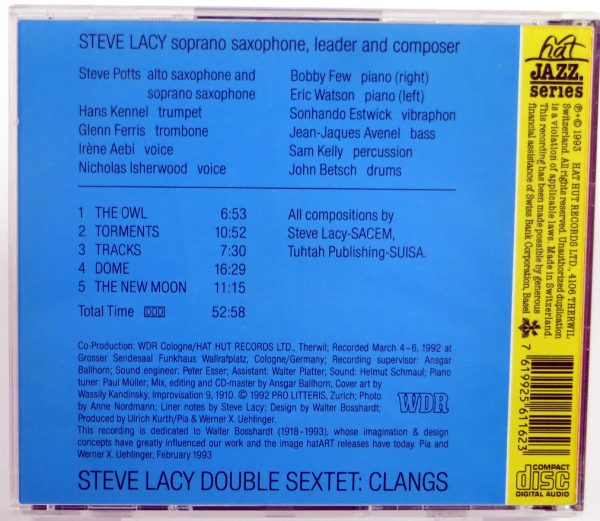 STEVE LACY soprano saxophone, leader and composer
Steve Potts alto saxophone and
soprano saxophone
Hans Kennel trumpet
Glenn Ferris trombone
Irène Aebi voice
Nicholas Isherwood voice
Bobby Few piano (right)
Eric Watson piano (left)
Sonhando Estwick vibraphon
Jean-Jaques Avenel bass
Sam Kelly percussion
John Betsch drums
1 THE OWL 6:53
2 TORMENTS 10:52
3 TRACKS 7:30
4 DOME 16:29
5 THE NEW MOON 11:15
Total Time DDD 52:58
All compositions by
Steve Lacy-SACEM,
Tuhtah Publishing-SUISA.
Co-Production: WDR Cologne/HAT HUT RECORDS LTD., Therwil; Recorded March 4–6, 1992 at
Grosser Sendesaal Funkhaus Wallrafplatz, Cologne/Germany; Recording supervisor: Ansgar
Ballhorn; Sound engineer: Peter Esser; Assistant: Walter Platter; Sound: Helmut Schmaul; Piano
tuner: Paul Müller; Mix, editing and CD-master by Ansgar Ballhorn; Cover art by
Wassily Kandinsky, Improvisation 9, 1910. © 1992 PRO LITTERIS, Zurich; Photo
by Anne Nordmann; Liner notes by Steve Lacy; Design by Walter Bosshardt;
Produced by Ulrich Kurth/Pia & Werner X. Uehlinger.
This recording is dedicated to Walter Bosshardt (1918–1993), whose imagination & design
concepts have greatly influenced our work and the image hatART releases have today. Pia and
Werner X. Uehlinger, February 1993
WDR
STEVE LACY DOUBLE SEXTET: CLANGS
hat
JAZZ.
series
℗+© 1993 HAT HUT RECORDS LTD., 4106 THERWIL
Switzerland. All rights reserved. Unauthorized duplication
is a violation of applicable laws. Made in Switzerland.
This recording has been made possible by generous
financial assistance of Swiss Bank Corporation, Basel
7 619925 611623
COMPACT
disc
DIGITAL AUDIO